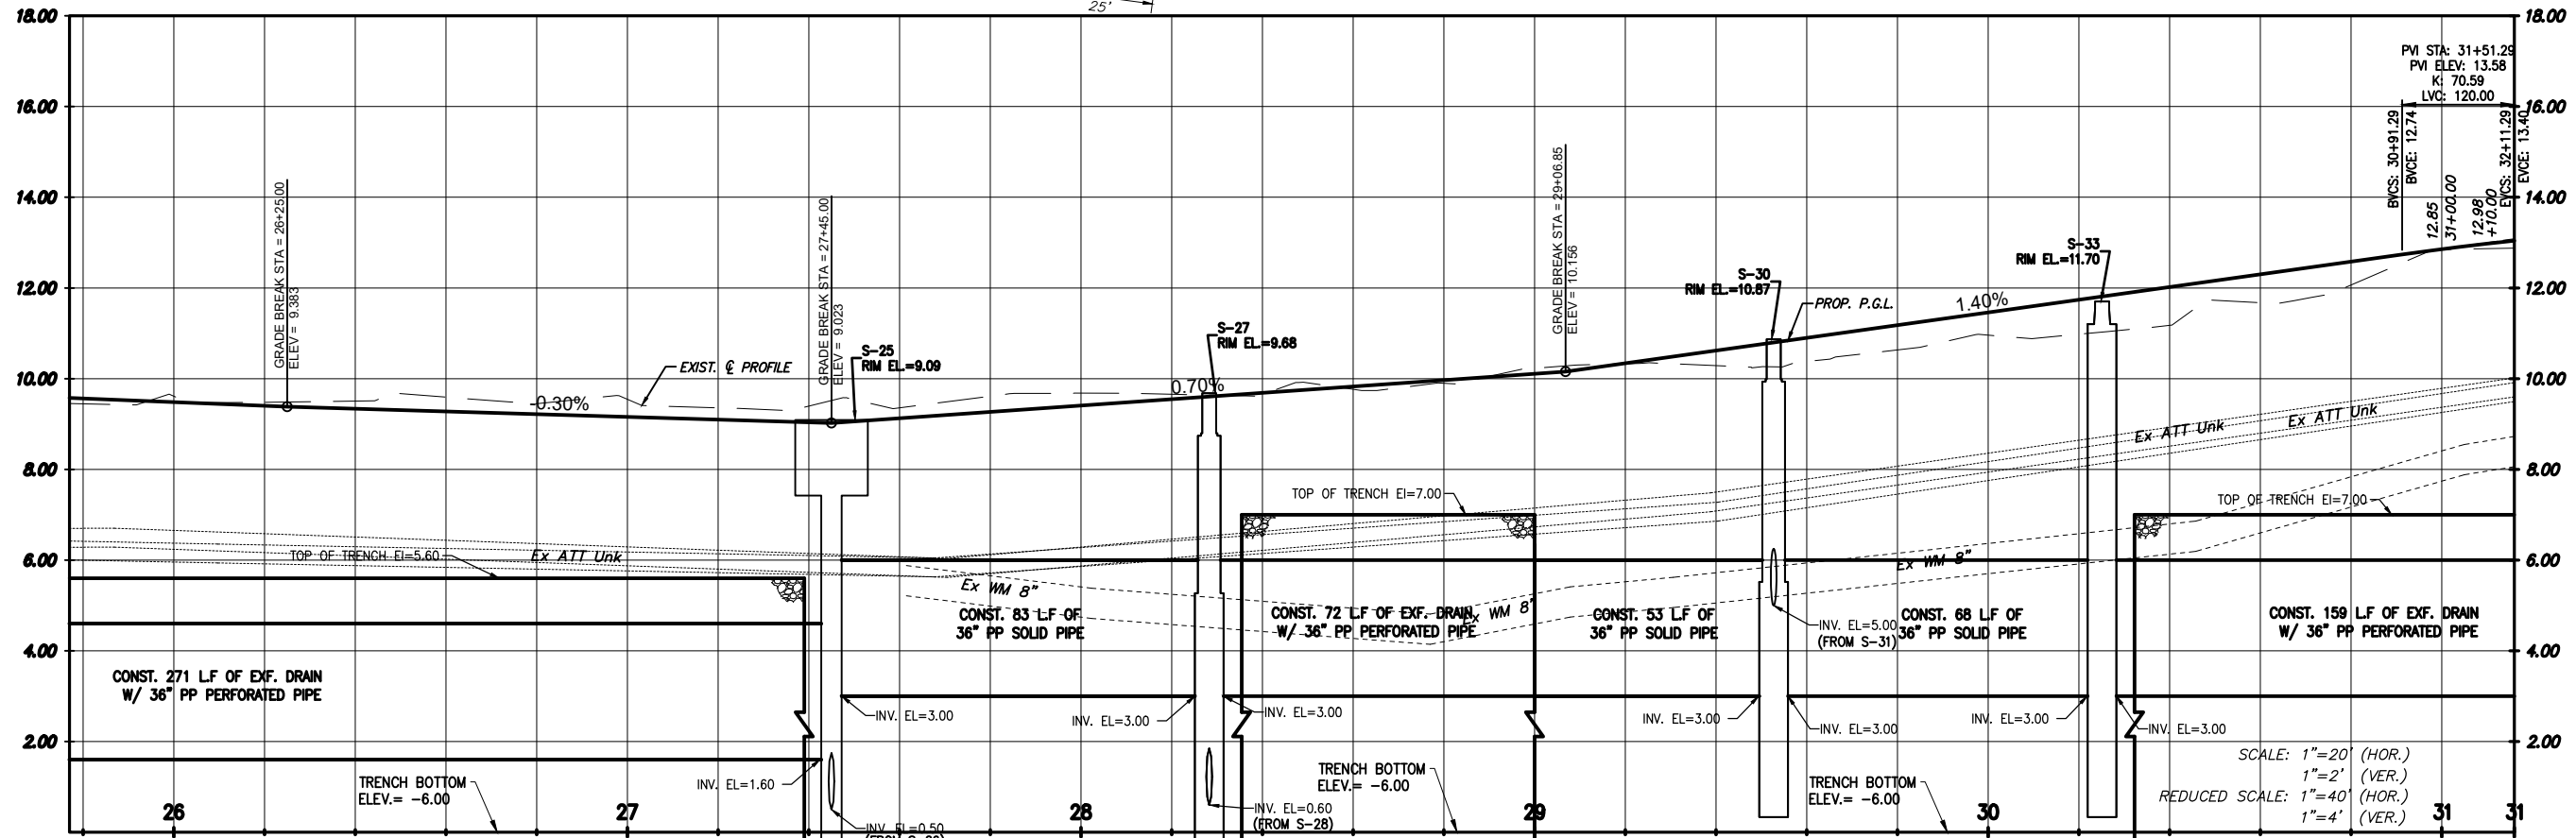 25'
18.00
18.00
16.00
16.00
14.00
14.00
12.00
12.00
10.00
10.00
8.00
8.00
6.00
6.00
4.00
4.00
2.00
2.00
PVI STA: 31+51.29
PVI ELEV: 13.58
K: 70.59
LVC: 120.00
BVCS: 30+91.29
BVCE: 12.74
12.85
31+00.00
12.98
+10.00
EVCS: 32+11.29
EVCE: 13.40
GRADE BREAK STA = 26+25.00
ELEV = 9.383
GRADE BREAK STA = 27+45.00
ELEV = 9.023
GRADE BREAK STA = 29+06.85
ELEV = 10.156
S-33
RIM EL.=11.70
S-30
RIM EL.=10.87
PROP. P.G.L.
1.40%
S-27
RIM EL.=9.68
S-25
RIM EL.=9.09
EXIST. ℄ PROFILE
-0.30%
0.70%
Ex ATT Unk
Ex ATT Unk
TOP OF TRENCH El=7.00
TOP OF TRENCH El=7.00
TOP OF TRENCH El=5.60
Ex ATT Unk
Ex WM 8"
Ex WM 8"
Ex WM 8"
CONST. 271 L.F OF EXF. DRAIN
W/ 36" PP PERFORATED PIPE
CONST. 83 L.F OF
36" PP SOLID PIPE
CONST. 72 L.F OF EXF. DRAIN
W/ 36" PP PERFORATED PIPE
CONST. 53 L.F OF
36" PP SOLID PIPE
INV. EL=5.00
(FROM S-31)
CONST. 68 L.F OF
36" PP SOLID PIPE
CONST. 159 L.F OF EXF. DRAIN
W/ 36" PP PERFORATED PIPE
INV. EL=3.00
INV. EL=3.00
INV. EL=3.00
INV. EL=3.00
INV. EL=3.00
INV. EL=3.00
INV. EL=3.00
TRENCH BOTTOM
ELEV.= -6.00
INV. EL=1.60
INV. EL=0.50
INV. EL=0.60
(FROM S-28)
TRENCH BOTTOM
ELEV.= -6.00
TRENCH BOTTOM
ELEV.= -6.00
SCALE: 1"=20' (HOR.)
1"=2' (VER.)
REDUCED SCALE: 1"=40' (HOR.)
1"=4' (VER.)
26
27
28
29
30
31
31